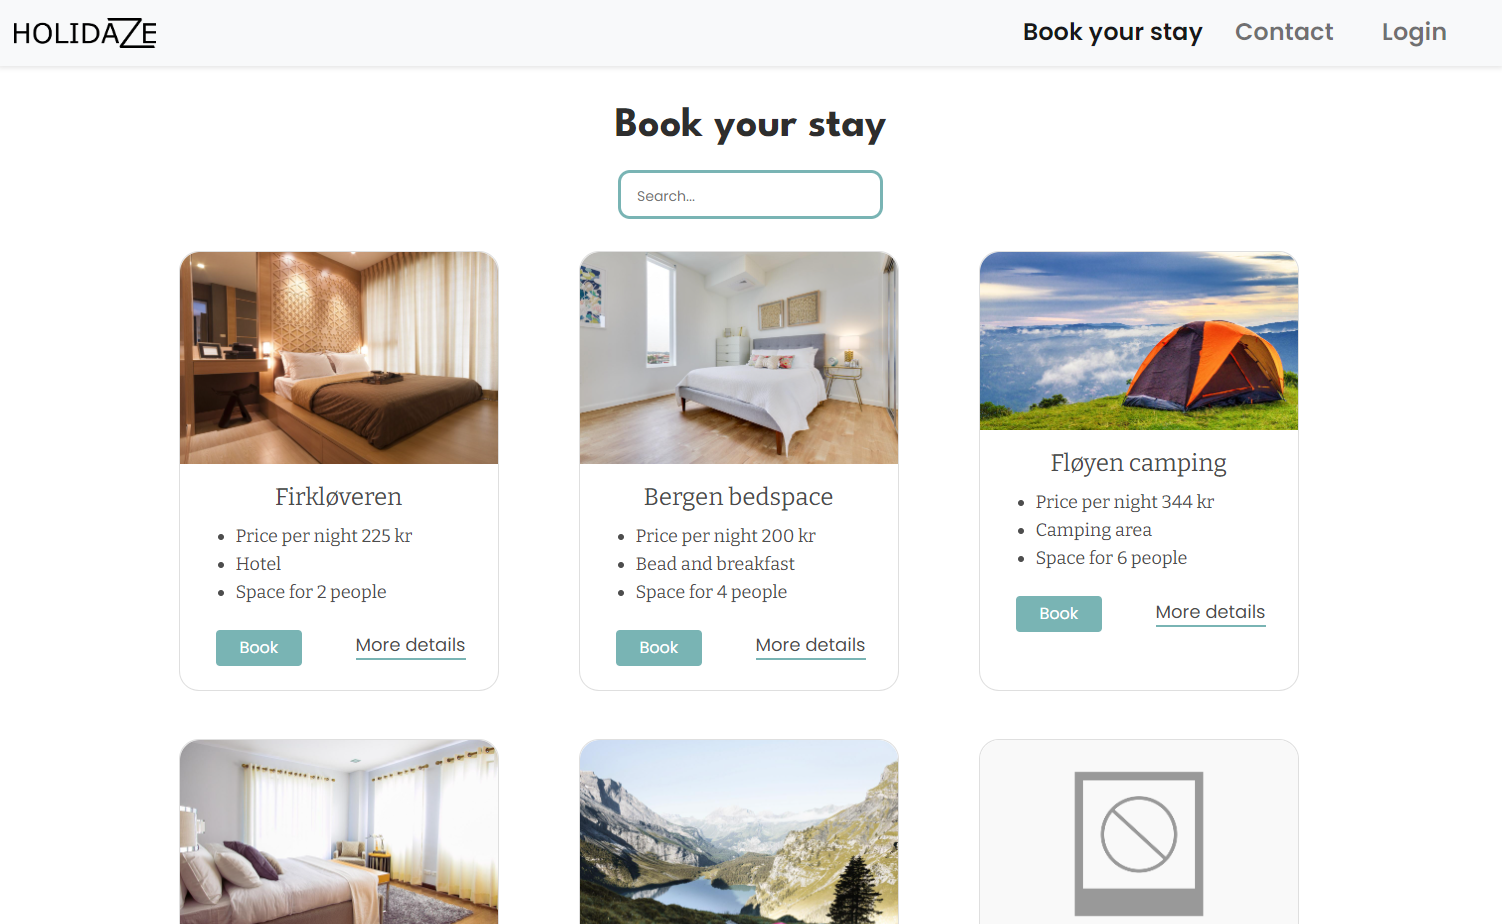 HOLIDAZE
Book your stay
Contact
Login
Book your stay
Search...
Firkløveren
Price per night 225 kr
Hotel
Space for 2 people
Book
More details
Bergen bedspace
Price per night 200 kr
Bead and breakfast
Space for 4 people
Book
More details
Fløyen camping
Price per night 344 kr
Camping area
Space for 6 people
Book
More details